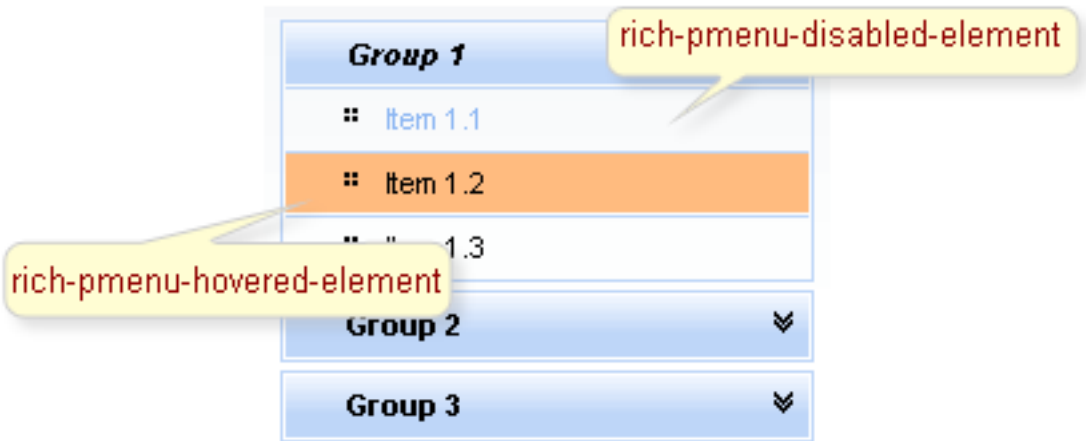 Group 1
rich-pmenu-disabled-element
Item 1.1
Item 1.2
1.3
rich-pmenu-hovered-element
Group 2
Group 3